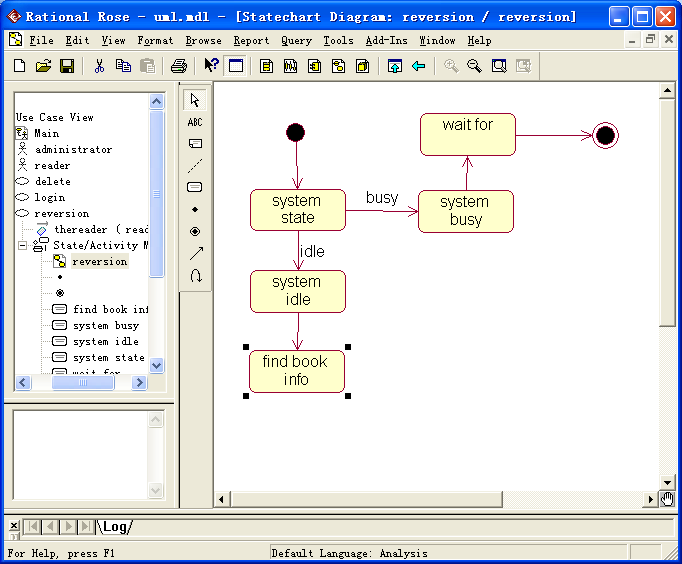 Rational Rose - uml.mdl - [Statechart Diagram: reversion / reversion]
File Edit View Format Browse Report Query Tools Add-Ins Window Help
Use Case View
Main
administrator
reader
delete
login
reversion
thereader ( read
State/Activity M
reversion
find book inf
system busy
system idle
system state
wait for
ABC
wait for
system
state
busy
system
busy
idle
system
idle
find book
info
Log
For Help, press F1
Default Language: Analysis